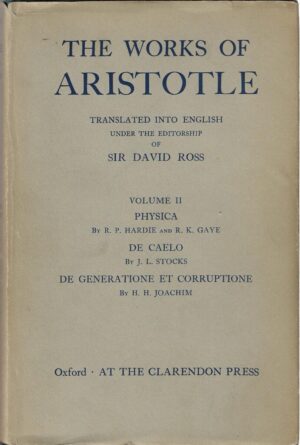 THE WORKS OF
ARISTOTLE
TRANSLATED INTO ENGLISH
UNDER THE EDITORSHIP
OF
SIR DAVID ROSS
VOLUME II
PHYSICA
By R. P. HARDIE AND R. K. GAYE
DE CAELO
By J. L. STOCKS
DE GENERATIONE ET CORRUPTIONE
By H. H. JOACHIM
Oxford · AT THE CLARENDON PRESS